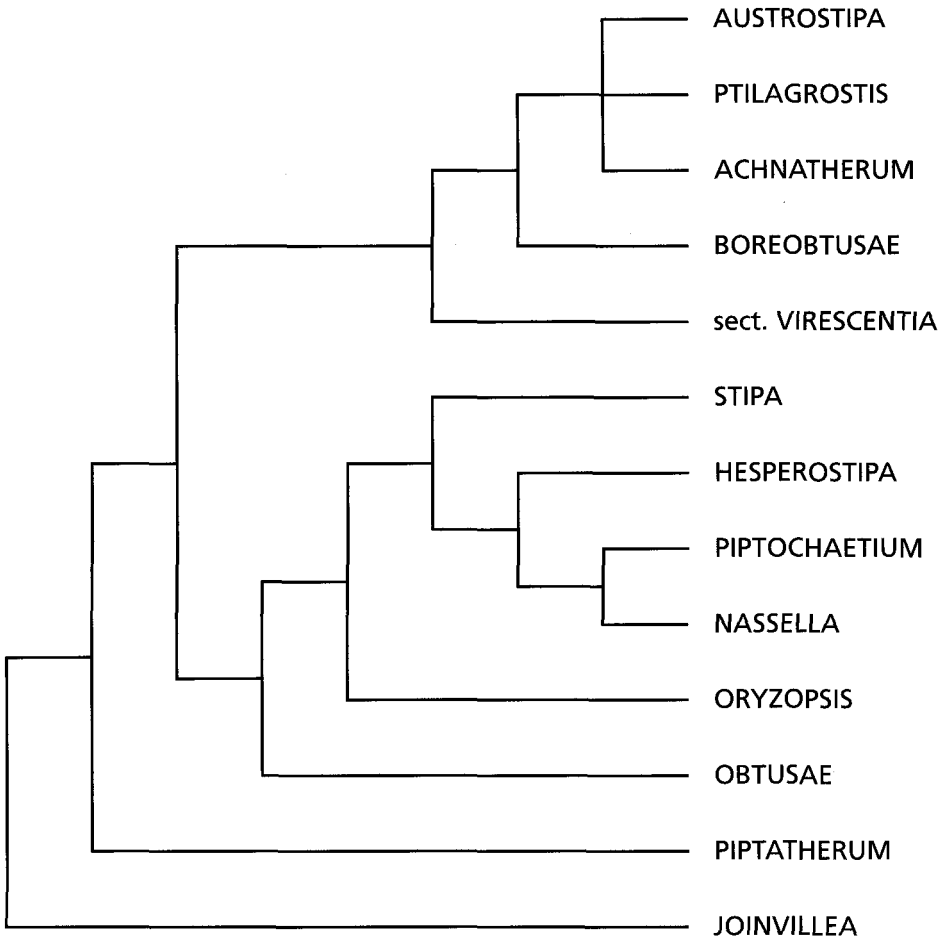 AUSTROSTIPA
PTILAGROSTIS
ACHNATHERUM
BOREOBTUSAE
sect. VIRESCENTIA
STIPA
HESPEROSTIPA
PIPTOCHAETIUM
NASSELLA
ORYZOPSIS
OBTUSAE
PIPTATHERUM
JOINVILLEA